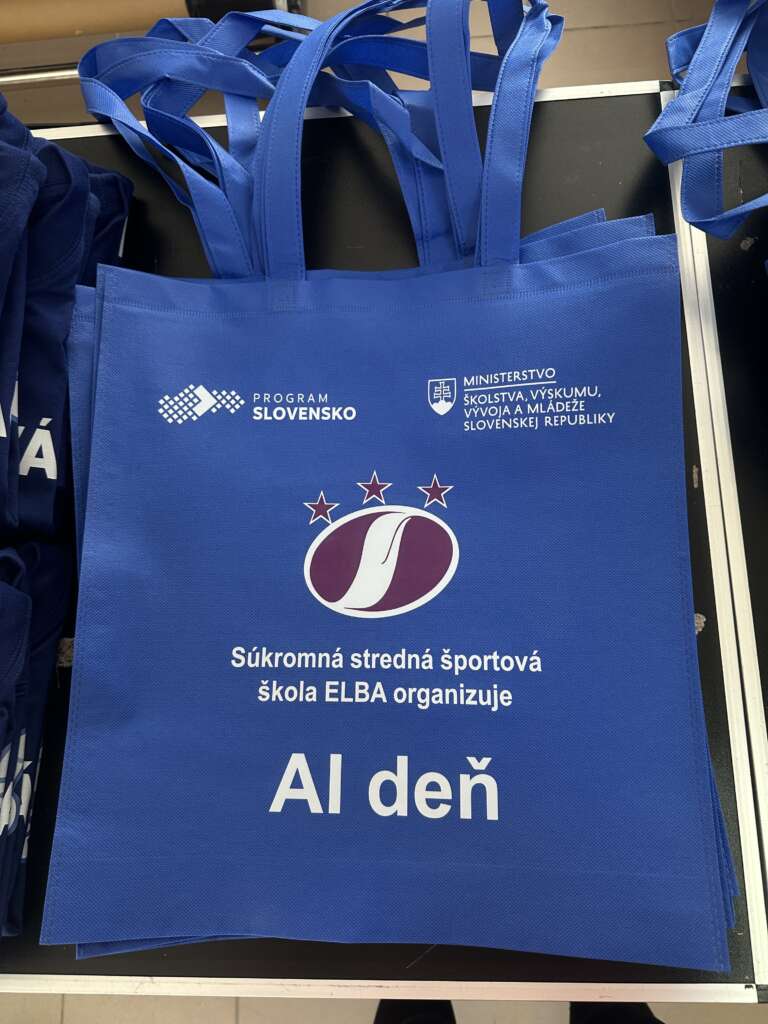 PROGRAM
SLOVENSKO
MINISTERSTVO
ŠKOLSTVA, VÝSKUMU,
VÝVOJA A MLÁDEŽE
SLOVENSKEJ REPUBLIKY
Súkromná stredná športová
škola ELBA organizuje
AI deň